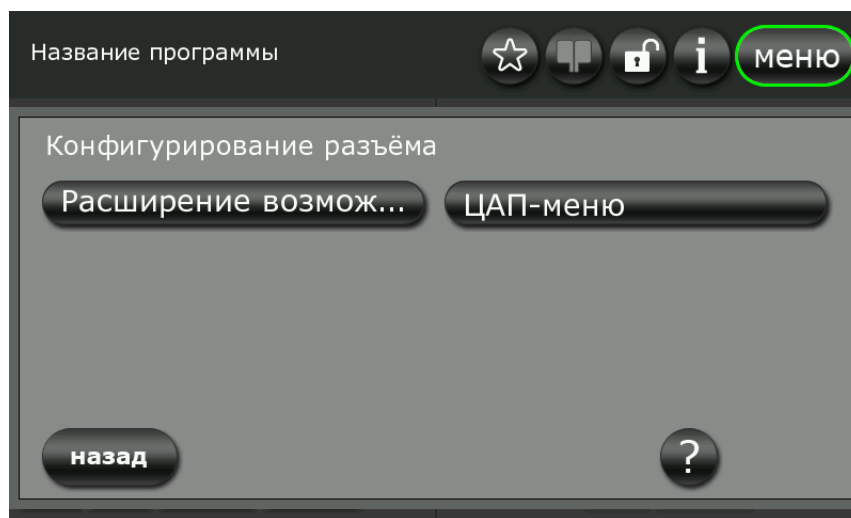 Название программы
i меню
Конфигурирование разъёма
Расширение возмож... ЦАП-меню
назад ?